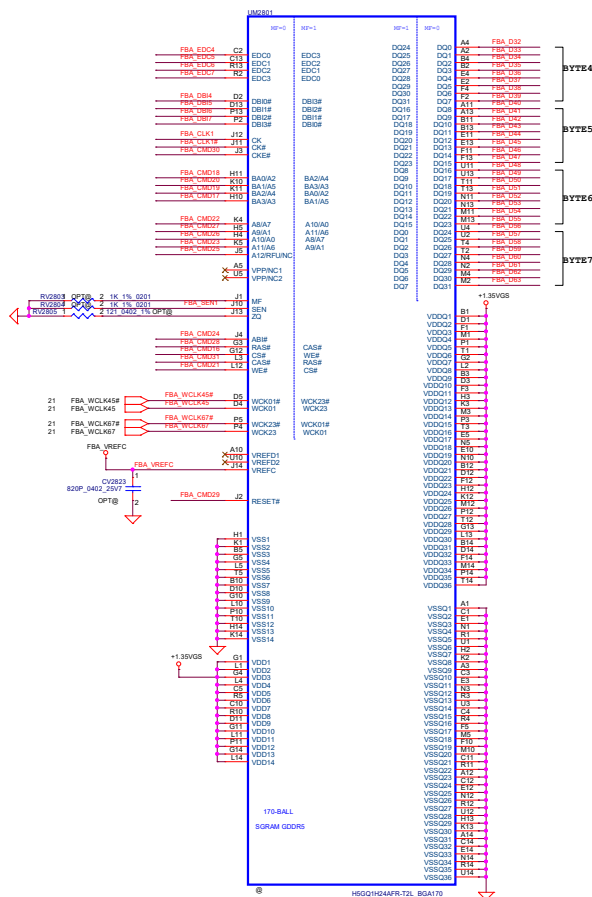 UM2801
MF=0 MF=1 MF=1 MF=0
FBA_EDC4 C2 EDC0 EDC3
FBA_EDC5 C13 EDC1 EDC2
FBA_EDC6 R13 EDC2 EDC1
FBA_EDC7 R2 EDC3 EDC0
FBA_DBI4 D2 DBI0# DBI3#
FBA_DBI5 D13 DBI1# DBI2#
FBA_DBI6 P13 DBI2# DBI1#
FBA_DBI7 P2 DBI3# DBI0#
FBA_CLK1 J12 CK
FBA_CLK1# J11 CK#
FBA_CMD30 J3 CKE#
FBA_CMD18 H11 BA0/A2 BA2/A4
FBA_CMD20 K10 BA1/A5 BA3/A3
FBA_CMD19 K11 BA2/A4 BA0/A2
FBA_CMD17 H10 BA3/A3 BA1/A5
FBA_CMD22 K4 A8/A7 A10/A0
FBA_CMD27 H5 A9/A1 A11/A6
FBA_CMD26 H4 A10/A0 A8/A7
FBA_CMD23 K5 A11/A6 A9/A1
FBA_CMD25 J5 A12/RFU/NC
A5 VPP/NC1
U5 VPP/NC2
RV2803 OPT@ 2 1K_1%_0201 J1 MF
RV2804 OPT@ 2 1K_1%_0201 FBA_SEN1 J10 SEN
RV2805 1 2 121_0402_1% OPT@ J13 ZQ
FBA_CMD24 J4 ABI#
FBA_CMD28 G3 RAS# CAS#
FBA_CMD16 G12 CS# WE#
FBA_CMD31 L3 CAS# RAS#
FBA_CMD21 L12 WE# CS#
21 FBA_WCLK45# FBA_WCLK45# D5 WCK01# WCK23#
21 FBA_WCLK45 FBA_WCLK45 D4 WCK01 WCK23
21 FBA_WCLK67# FBA_WCLK67# P5 WCK23# WCK01#
21 FBA_WCLK67 FBA_WCLK67 P4 WCK23 WCK01
FBA_VREFC
A10 VREFD1
U10 VREFD2
FBA_VREFC J14 VREFC
1
CV2823
820P_0402_25V7
OPT@ 2
FBA_CMD29 J2 RESET#
H1 VSS1
K1 VSS2
B5 VSS3
G5 VSS4
L5 VSS5
T5 VSS6
B10 VSS7
D10 VSS8
G10 VSS9
L10 VSS10
P10 VSS11
T10 VSS12
H14 VSS13
K14 VSS14
+1.35VGS
G1 VDD1
L1 VDD2
G4 VDD3
L4 VDD4
C5 VDD5
R5 VDD6
C10 VDD7
R10 VDD8
D11 VDD9
G11 VDD10
L11 VDD11
P11 VDD12
G14 VDD13
L14 VDD14
170-BALL
SGRAM GDDR5
@
DQ24 DQ0 A4 FBA_D32
DQ25 DQ1 A2 FBA_D33
DQ26 DQ2 B4 FBA_D34
DQ27 DQ3 B2 FBA_D35
DQ28 DQ4 E4 FBA_D36
DQ29 DQ5 E2 FBA_D37
DQ30 DQ6 F4 FBA_D38
DQ31 DQ7 F2 FBA_D39
BYTE4
DQ16 DQ8 A11 FBA_D40
DQ17 DQ9 A13 FBA_D41
DQ18 DQ10 B11 FBA_D42
DQ19 DQ11 B13 FBA_D43
DQ20 DQ12 E11 FBA_D44
DQ21 DQ13 E13 FBA_D45
DQ22 DQ14 F11 FBA_D46
DQ23 DQ15 F13 FBA_D47
BYTE5
DQ8 DQ16 U11 FBA_D48
DQ9 DQ17 U13 FBA_D49
DQ10 DQ18 T11 FBA_D50
DQ11 DQ19 T13 FBA_D51
DQ12 DQ20 N11 FBA_D52
DQ13 DQ21 N13 FBA_D53
DQ14 DQ22 M11 FBA_D54
DQ15 DQ23 M13 FBA_D55
BYTE6
DQ0 DQ24 U4 FBA_D56
DQ1 DQ25 U2 FBA_D57
DQ2 DQ26 T4 FBA_D58
DQ3 DQ27 T2 FBA_D59
DQ4 DQ28 N4 FBA_D60
DQ5 DQ29 N2 FBA_D61
DQ6 DQ30 M4 FBA_D62
DQ7 DQ31 M2 FBA_D63
BYTE7
+1.35VGS
VDDQ1 B1
VDDQ2 D1
VDDQ3 F1
VDDQ4 M1
VDDQ5 P1
VDDQ6 T1
VDDQ7 G2
VDDQ8 L2
VDDQ9 B3
VDDQ10 D3
VDDQ11 F3
VDDQ12 H3
VDDQ13 K3
VDDQ14 M3
VDDQ15 P3
VDDQ16 T3
VDDQ17 E5
VDDQ18 N5
VDDQ19 E10
VDDQ20 N10
VDDQ21 B12
VDDQ22 D12
VDDQ23 F12
VDDQ24 H12
VDDQ25 K12
VDDQ26 M12
VDDQ27 P12
VDDQ28 T12
VDDQ29 G13
VDDQ30 L13
VDDQ31 B14
VDDQ32 D14
VDDQ33 F14
VDDQ34 M14
VDDQ35 P14
VDDQ36 T14
VSSQ1 A1
VSSQ2 C1
VSSQ3 E1
VSSQ4 N1
VSSQ5 R1
VSSQ6 U1
VSSQ7 H2
VSSQ8 K2
VSSQ9 A3
VSSQ10 C3
VSSQ11 E3
VSSQ12 N3
VSSQ13 R3
VSSQ14 U3
VSSQ15 C4
VSSQ16 R4
VSSQ17 F5
VSSQ18 M5
VSSQ19 F10
VSSQ20 M10
VSSQ21 C11
VSSQ22 R11
VSSQ23 A12
VSSQ24 C12
VSSQ25 E12
VSSQ26 N12
VSSQ27 R12
VSSQ28 U12
VSSQ29 H13
VSSQ30 K13
VSSQ31 A14
VSSQ32 C14
VSSQ33 E14
VSSQ34 N14
VSSQ35 R14
VSSQ36 U14
H5GQ1H24AFR-T2L_BGA170